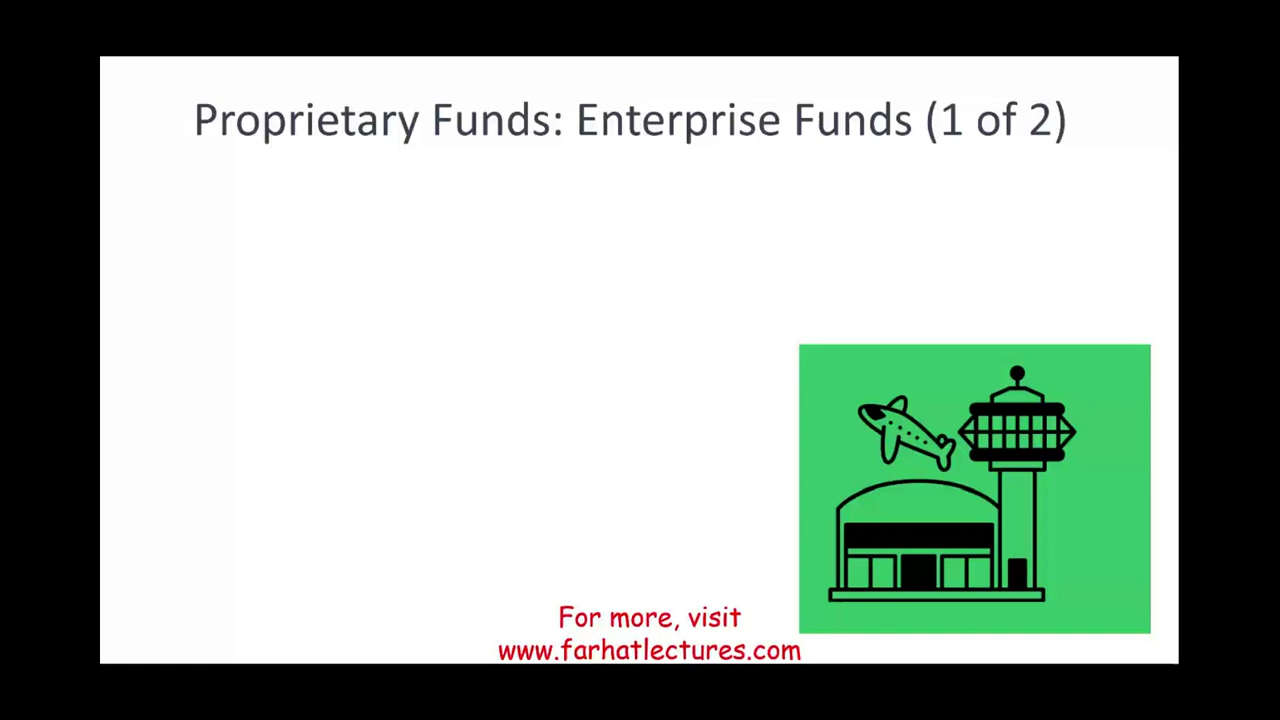 Proprietary Funds: Enterprise Funds (1 of 2)
For more, visit
www.farhatlectures.com